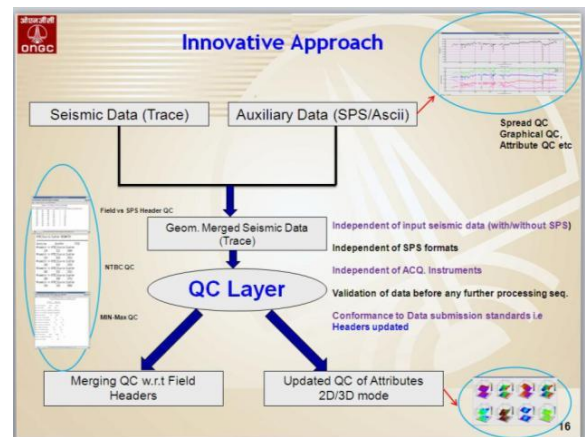 ओएनजीसी
ONGC
Innovative Approach
Seismic Data (Trace)
Auxiliary Data (SPS/Ascii)
Spread QC
Graphical QC,
Attribute QC etc
Field vs SPS Header QC
Geom. Merged Seismic Data
(Trace)
Independent of input seismic data (with/without SPS)
Independent of SPS formats
NTBC QC
Independent of ACQ. Instruments
QC Layer
Validation of data before any further processing seq.
MIN-Max QC
Conformance to Data submission standards i.e
Headers updated
Merging QC w.r.t Field
Headers
Updated QC of Attributes
2D/3D mode
16